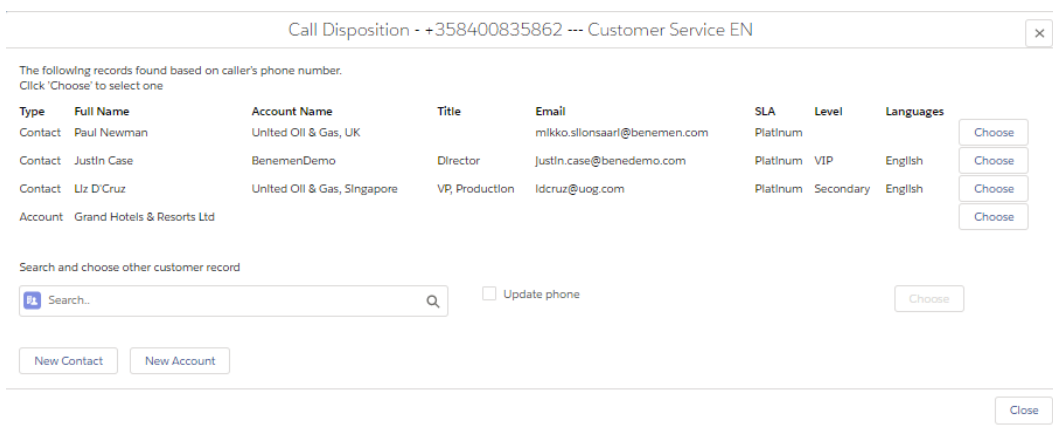 Call Disposition - +358400835862 --- Customer Service EN
The following records found based on caller's phone number.
Click 'Choose' to select one
Type Full Name Account Name Title Email SLA Level Languages
Contact Paul Newman United Oil & Gas, UK mikko.siionsaari@benemen.com Platinum Choose
Contact Justin Case BenemenDemo Director justin.case@benedemo.com Platinum VIP English Choose
Contact Liz D'Cruz United Oil & Gas, Singapore VP, Production ldcruz@uog.com Platinum Secondary English Choose
Account Grand Hotels & Resorts Ltd Choose
Search and choose other customer record
Search.. Update phone Choose
New Contact New Account
Close